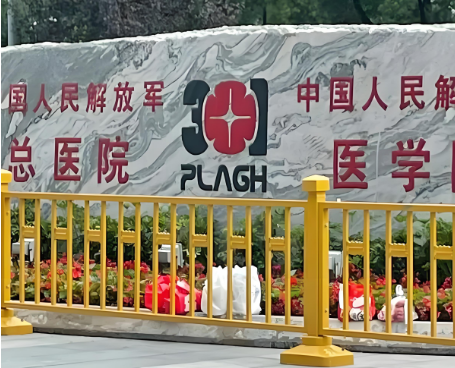 国人民解放军
总医院
301
PLAGH
中国人民解
医学